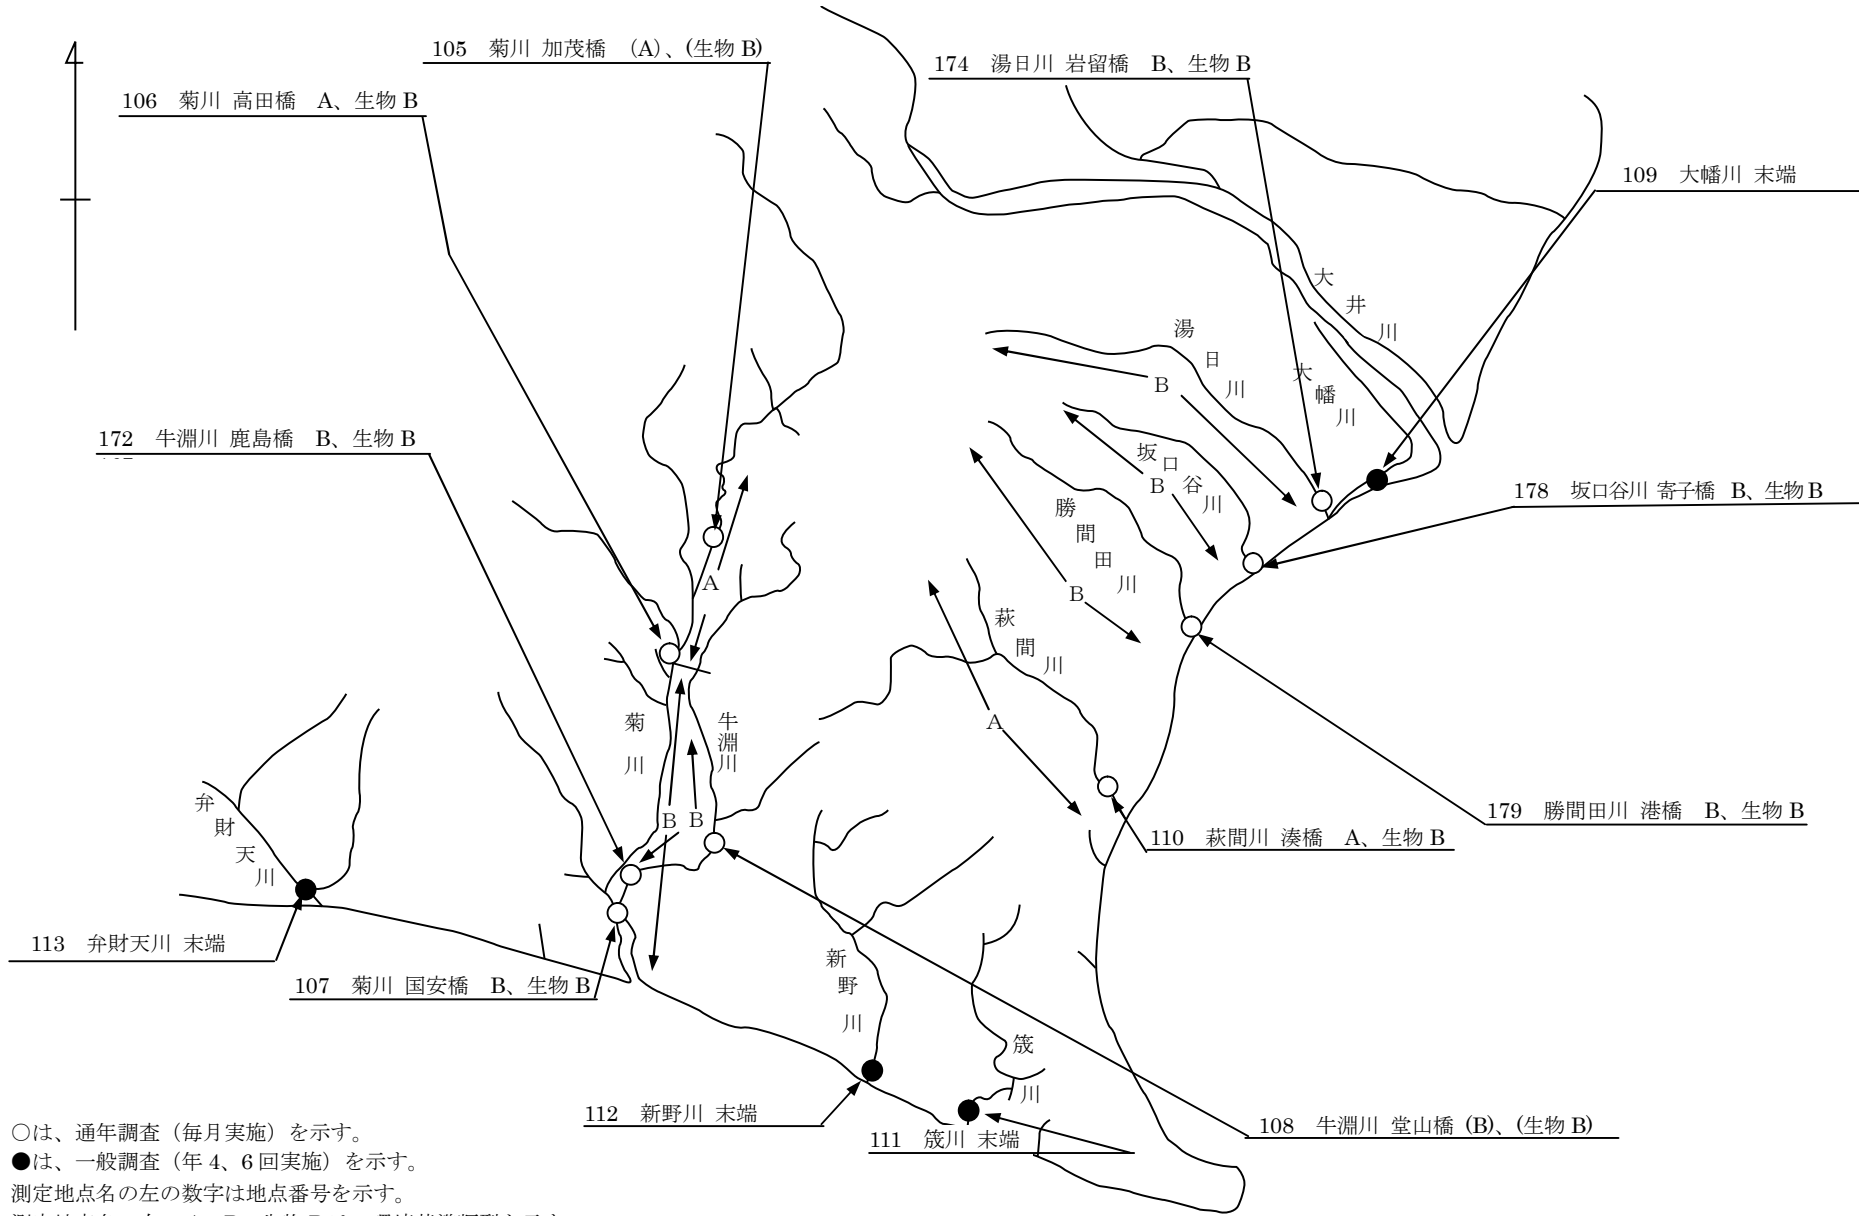 105　菊川 加茂橋　（A）、(生物 B)
174　湯日川 岩留橋　B、生物 B
106　菊川 高田橋　A、生物 B
109　大幡川 末端
大井川
湯日川
大幡川
B
172　牛淵川 鹿島橋　B、生物 B
坂口谷川
B
178　坂口谷川 寄子橋　B、生物 B
勝間田川
B
A
萩間川
A
菊川
牛淵川
弁財天川
B
B
179　勝間田川 港橋　B、生物 B
110　萩間川 湊橋　A、生物 B
113　弁財天川 末端
107　菊川 国安橋　B、生物 B
新野川
筬川
112　新野川 末端
111　筬川 末端
108　牛淵川 堂山橋 (B)、(生物 B)
○は、通年調査（毎月実施）を示す。
●は、一般調査（年 4、6 回実施）を示す。
測定地点名の左の数字は地点番号を示す。